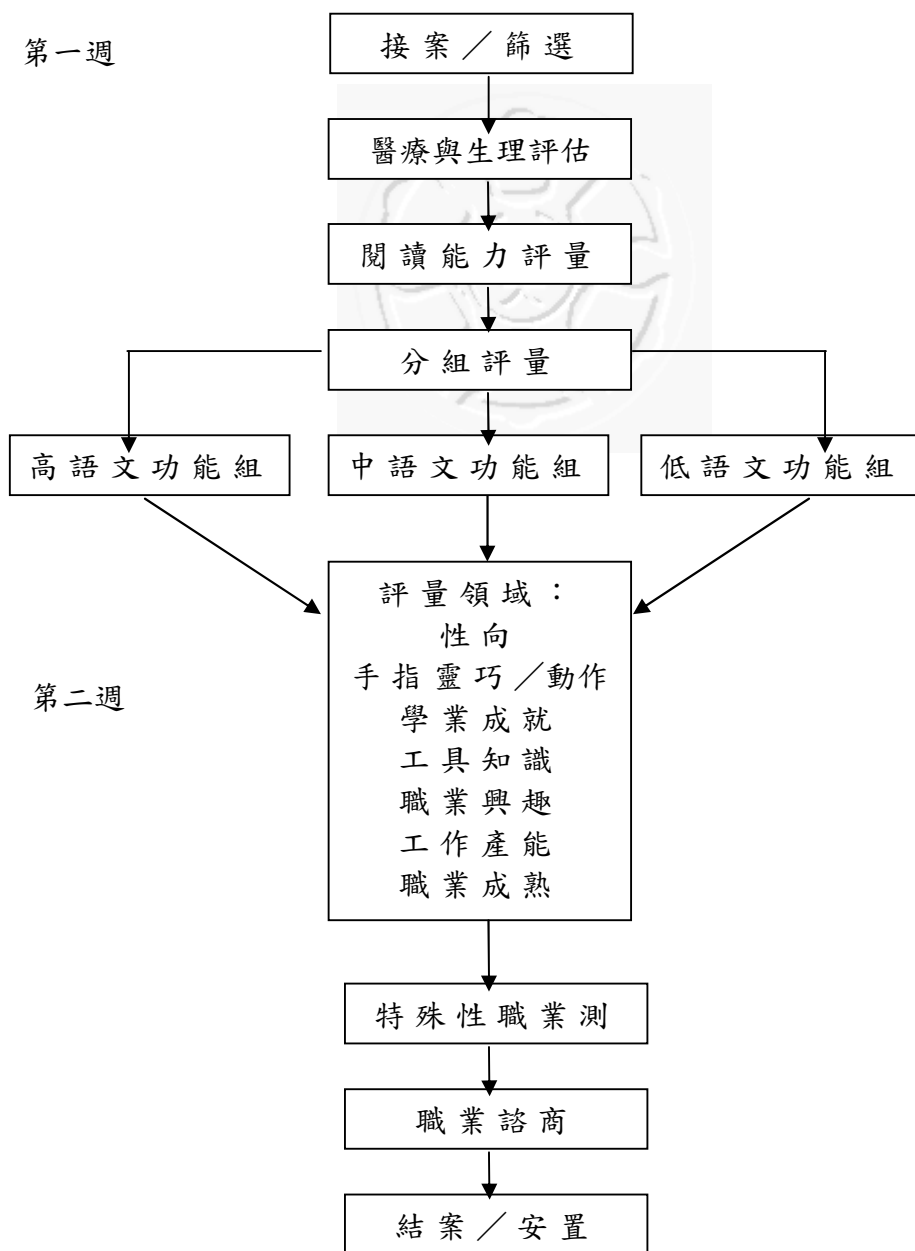 第一週
接案／篩選
醫療與生理評估
閱讀能力評量
分組評量
高語文功能組
中語文功能組
低語文功能組
評量領域：
性向
手指靈巧／動作
學業成就
工具知識
職業興趣
工作產能
職業成熟
第二週
特殊性職業測
職業諮商
結案／安置